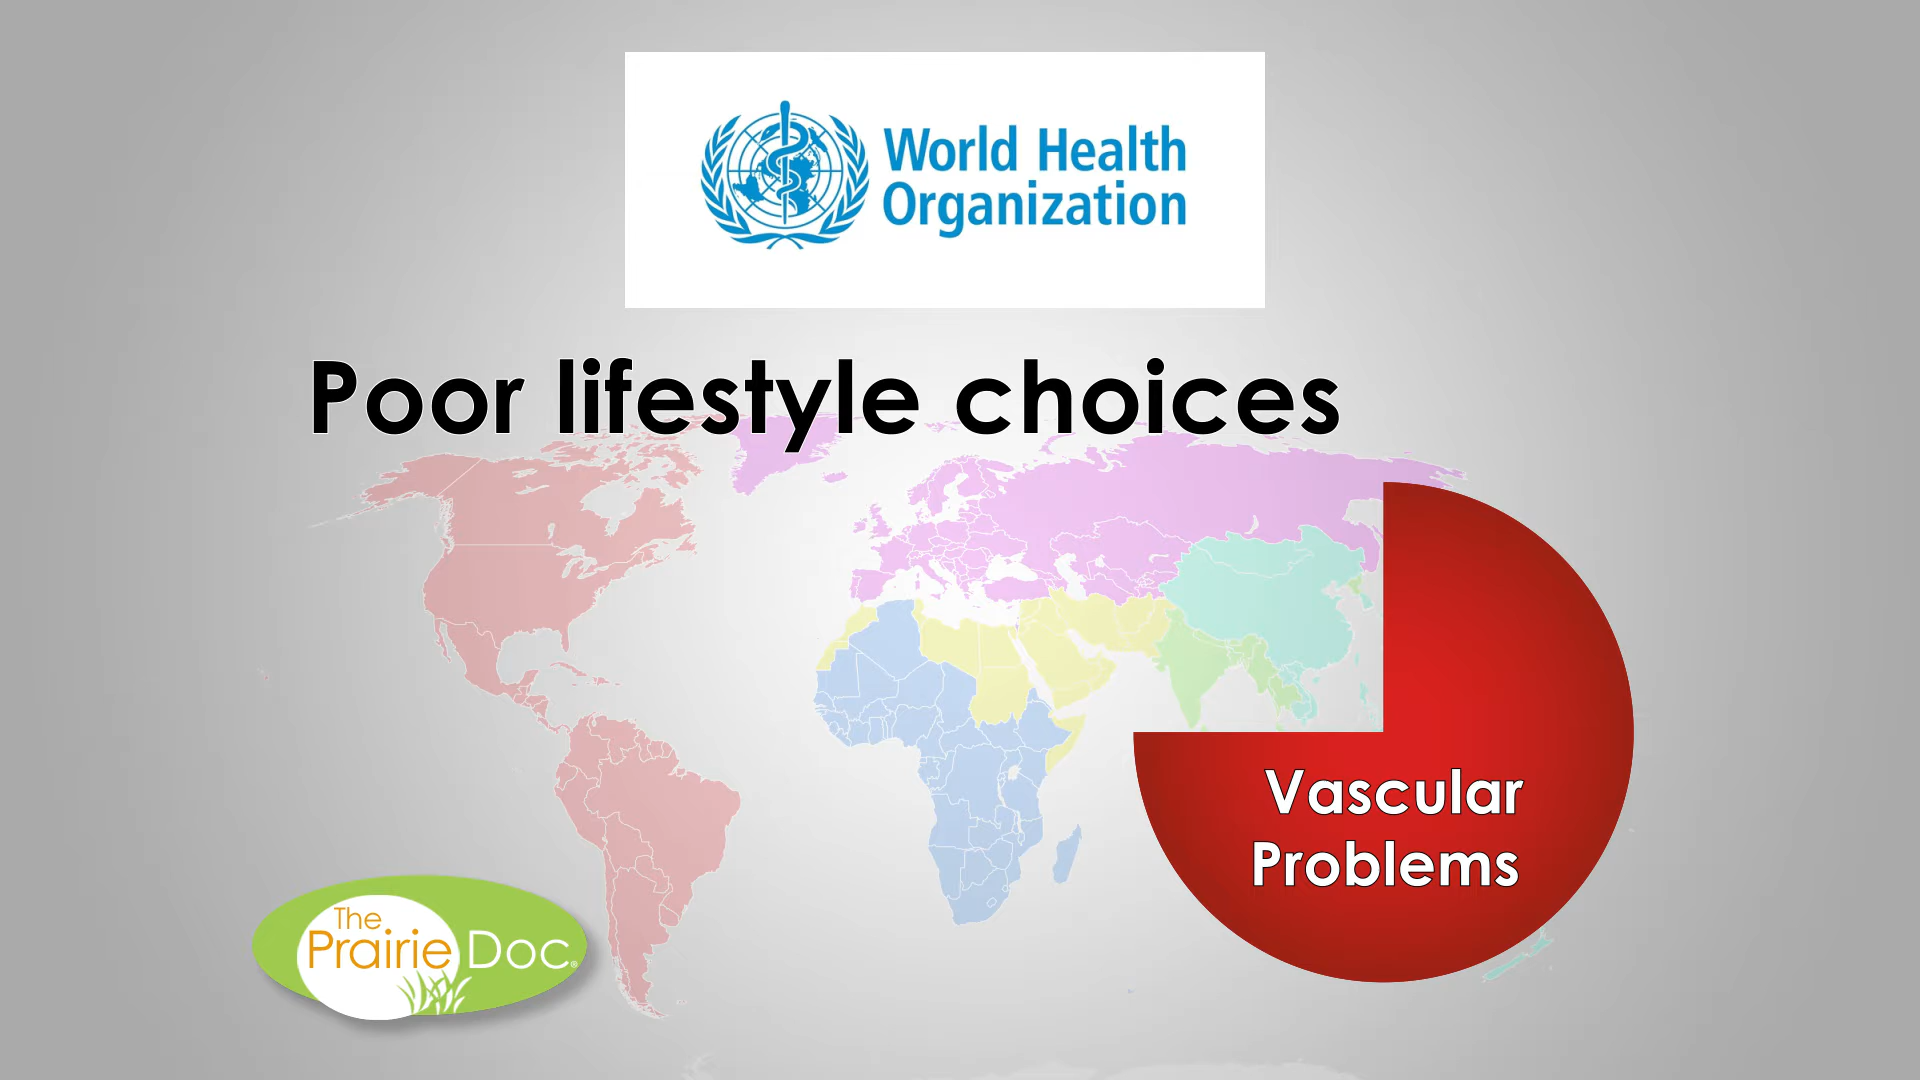 World Health
Organization
Poor lifestyle choices
Vascular
Problems
The
Prairie Doc®